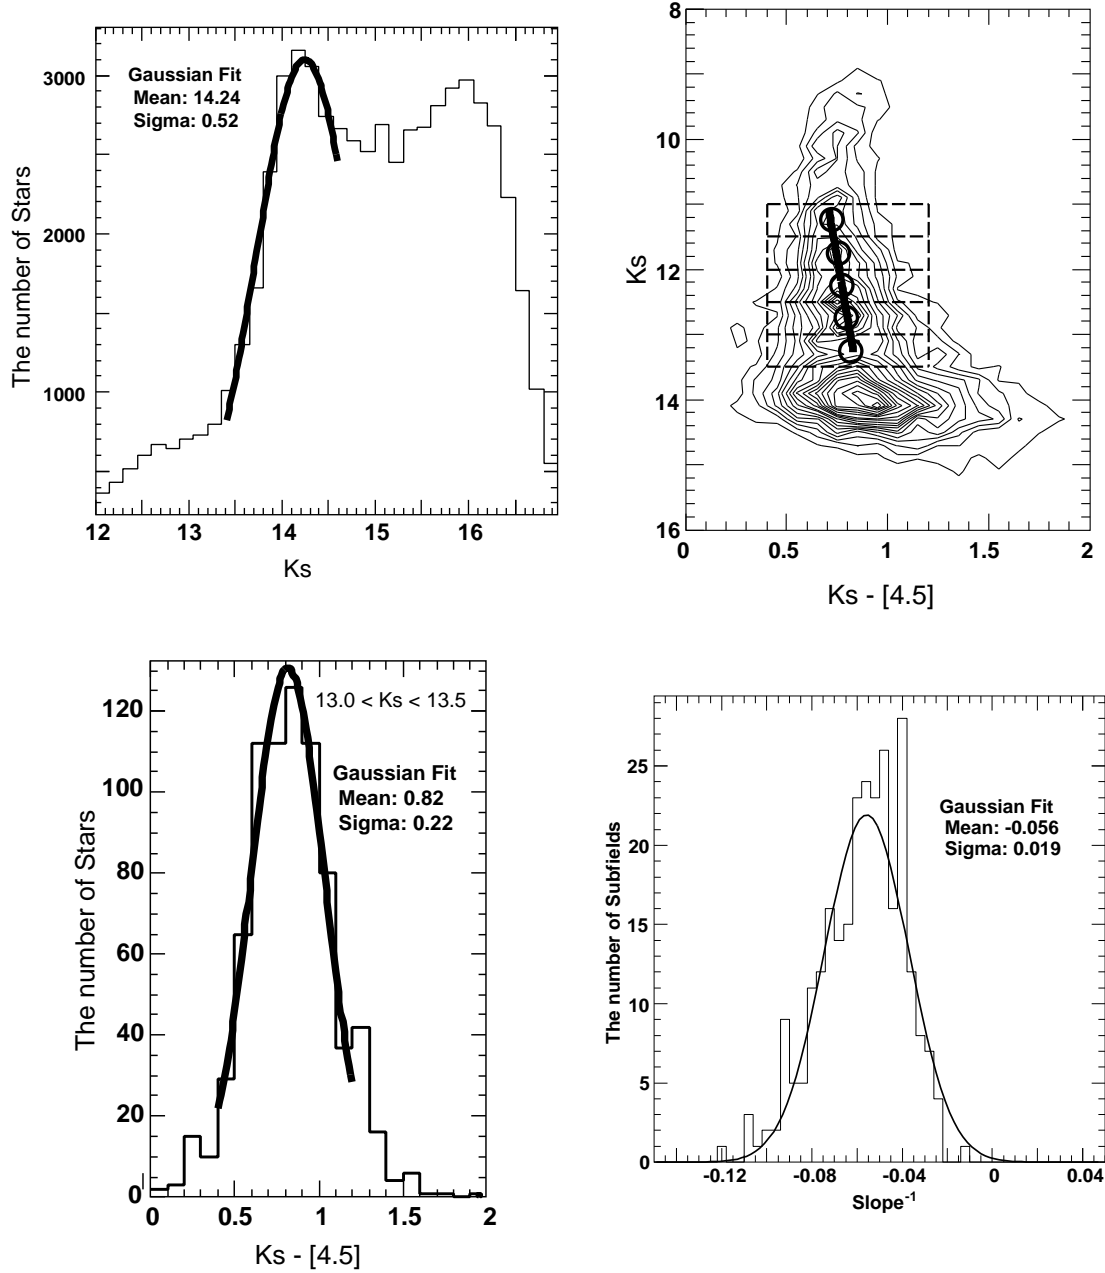 3000
2000
1000
The number of Stars
Gaussian Fit
Mean: 14.24
Sigma: 0.52
12
13
14
15
16
Ks
8
10
12
14
16
Ks
0
0.5
1
1.5
2
Ks - [4.5]
120
100
80
60
40
20
0
The number of Stars
13.0 < Ks < 13.5
Gaussian Fit
Mean: 0.82
Sigma: 0.22
0
0.5
1
1.5
2
Ks - [4.5]
25
20
15
10
5
0
The number of Subfields
Gaussian Fit
Mean: -0.056
Sigma: 0.019
-0.12
-0.08
-0.04
0
0.04
Slope⁻¹